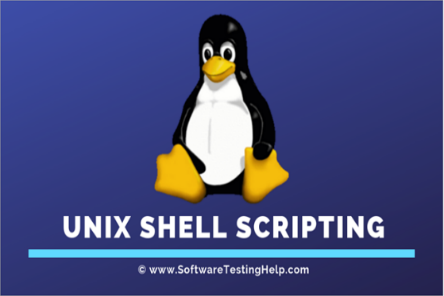 UNIX SHELL SCRIPTING
© www.SoftwareTestingHelp.com